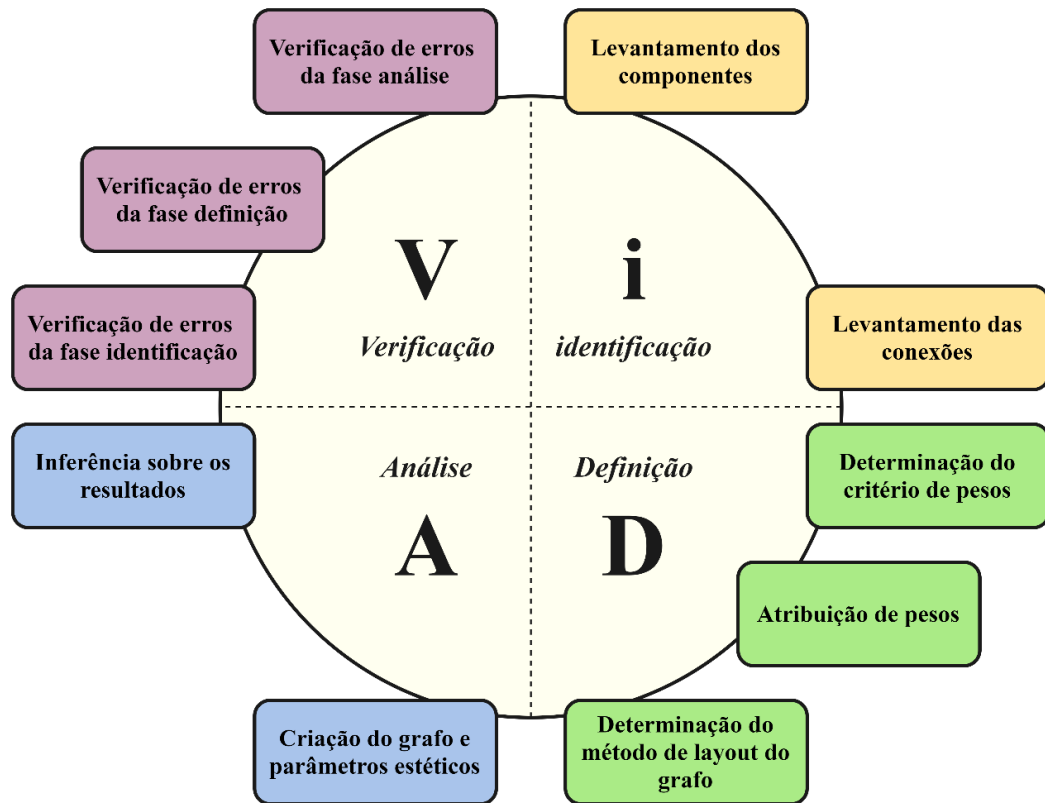 Verificação de erros
da fase análise
Levantamento dos
componentes
Verificação de erros
da fase definição
V
i
Verificação de erros
da fase identificação
Verificação
identificação
Levantamento das
conexões
Inferência sobre os
resultados
Análise
Definição
Determinação do
critério de pesos
A
D
Atribuição de pesos
Criação do grafo e
parâmetros estéticos
Determinação do
método de layout do
grafo